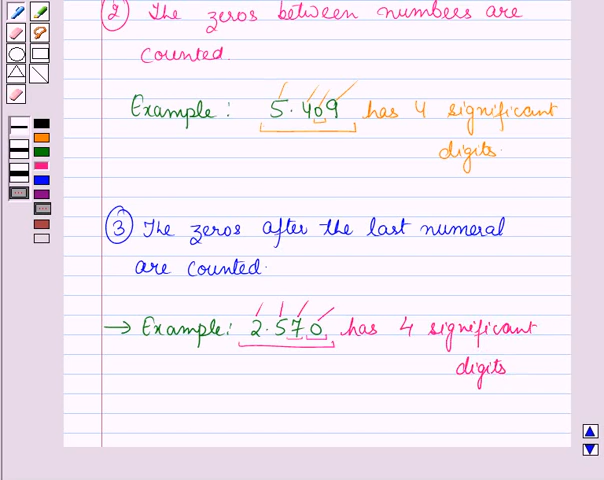 ② The zeros between numbers are
counted.
Example : 5.409 has 4 significant
digits.
③ The zeros after the last numeral
are counted.
→ Example: 2.570 has 4 significant
digits